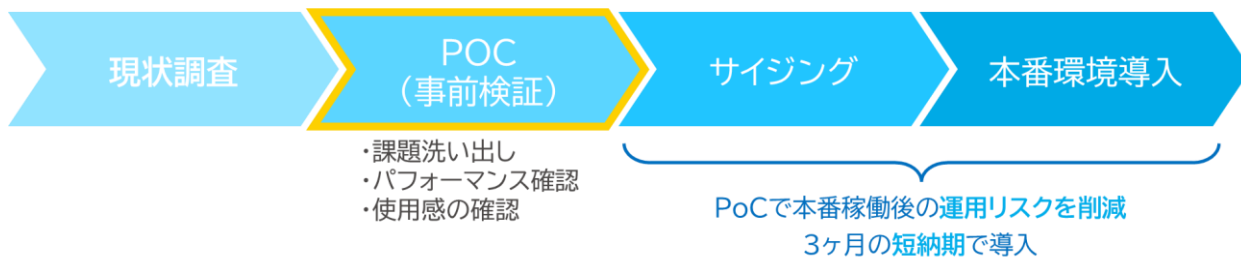 現状調査
POC
（事前検証）
サイジング
本番環境導入
・課題洗い出し
・パフォーマンス確認
・使用感の確認
PoCで本番稼働後の運用リスクを削減
3ヶ月の短納期で導入